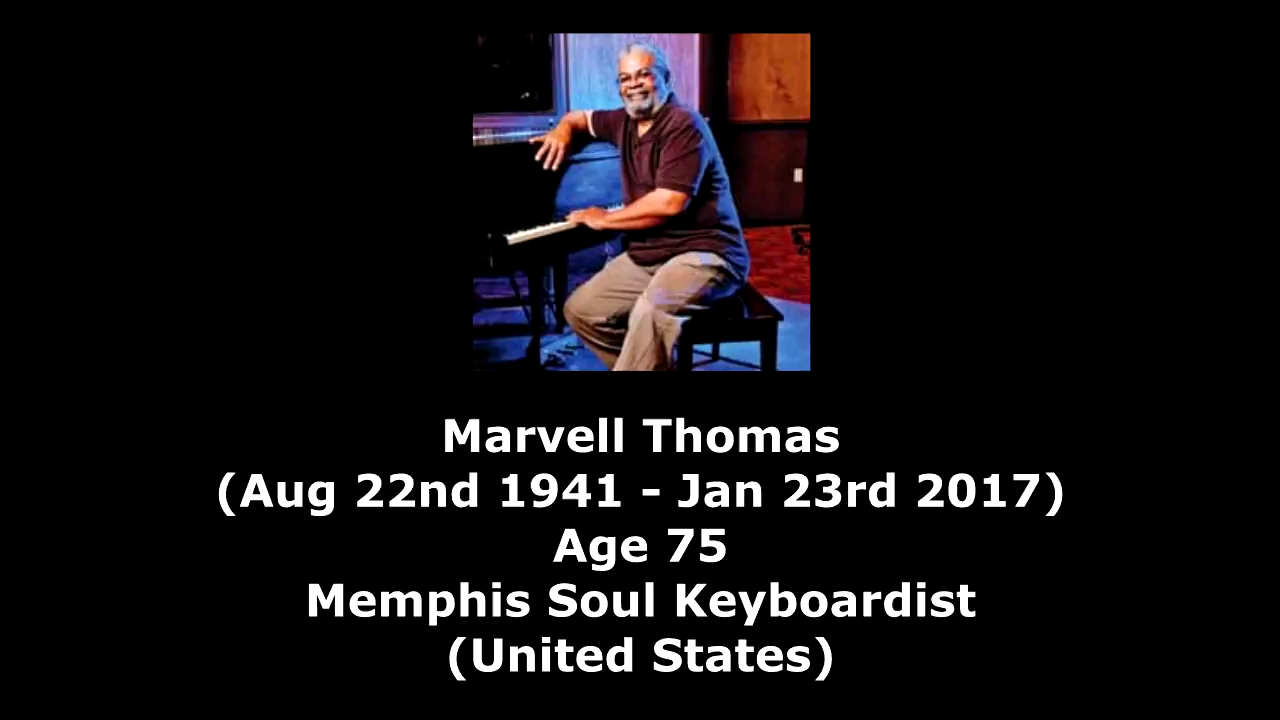 Marvell Thomas
(Aug 22nd 1941 - Jan 23rd 2017)
Age 75
Memphis Soul Keyboardist
(United States)